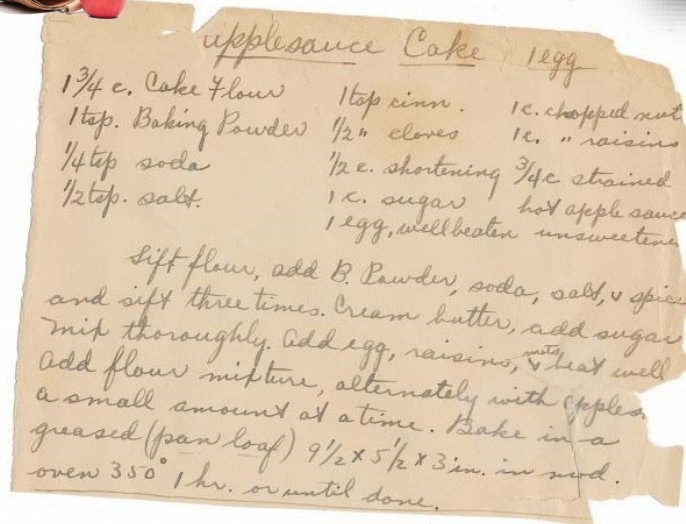 applesauce Cake 1 egg
1 3/4 c. Cake Flour 1 tsp cinn. 1 c. chopped nut
1 tsp. Baking Powder 1/2 " cloves 1 c. " raisins
1/4 tsp soda 1/2 c. shortening 3/4 c strained
1/2 tsp. salt. 1 c. sugar hot apple sauce
1 egg, well beaten unsweetene
Sift flour, add B. Powder, soda, salt, & spice
and sift three times. Cream butter, add sugar
mix thoroughly. Add egg, raisins, & nuts, beat well
add flour mixture, alternately with apples.
a small amount at a time. Bake in a
greased (pan loaf) 9 1/2 x 5 1/2 x 3 in. in mod.
oven 350° 1 hr. or until done.